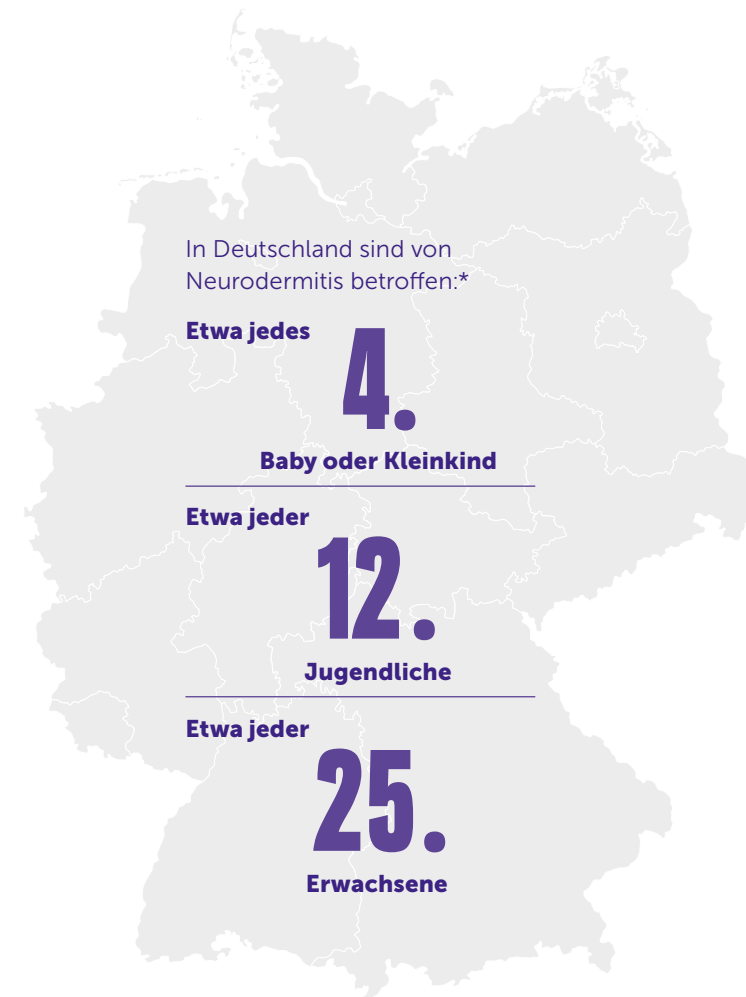 In Deutschland sind von
Neurodermitis betroffen:*
Etwa jedes
4.
Baby oder Kleinkind
Etwa jeder
12.
Jugendliche
Etwa jeder
25.
Erwachsene